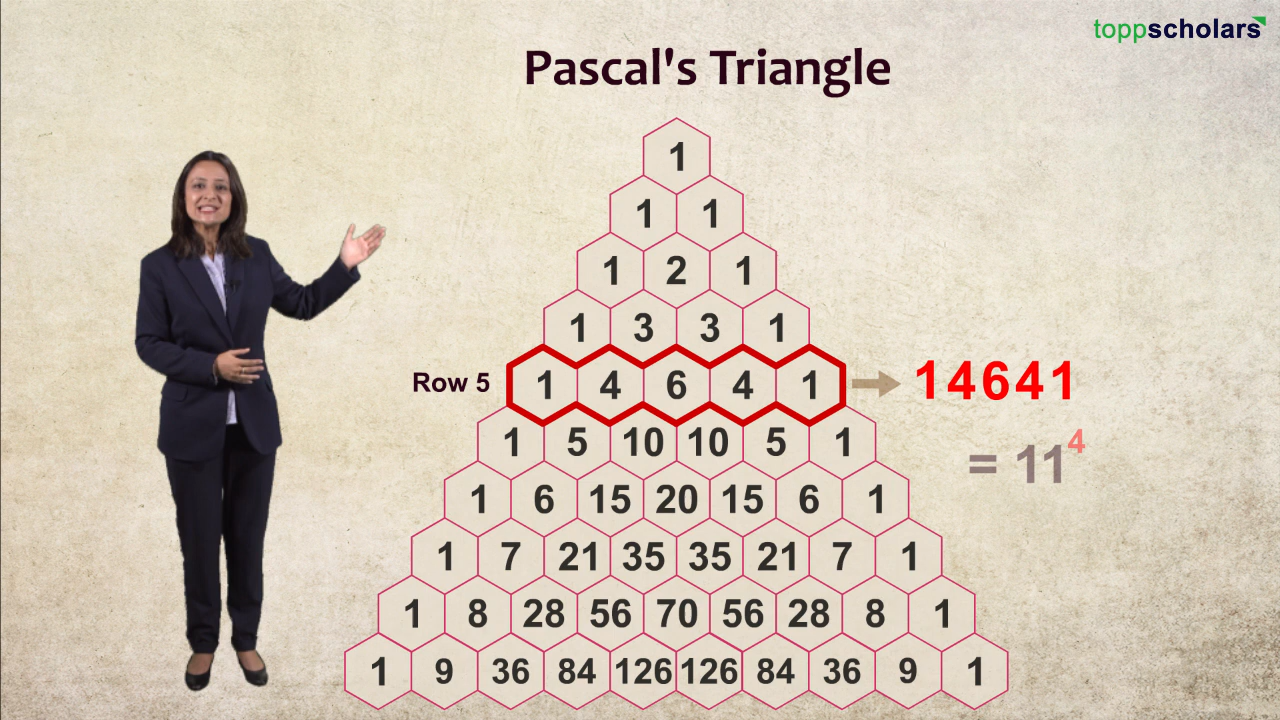 toppscholars
Pascal's Triangle
1
1 1
1 2 1
1 3 3 1
Row 5 1 4 6 4 1 14641
= 11⁴
1 5 10 10 5 1
1 6 15 20 15 6 1
1 7 21 35 35 21 7 1
1 8 28 56 70 56 28 8 1
1 9 36 84 126 126 84 36 9 1